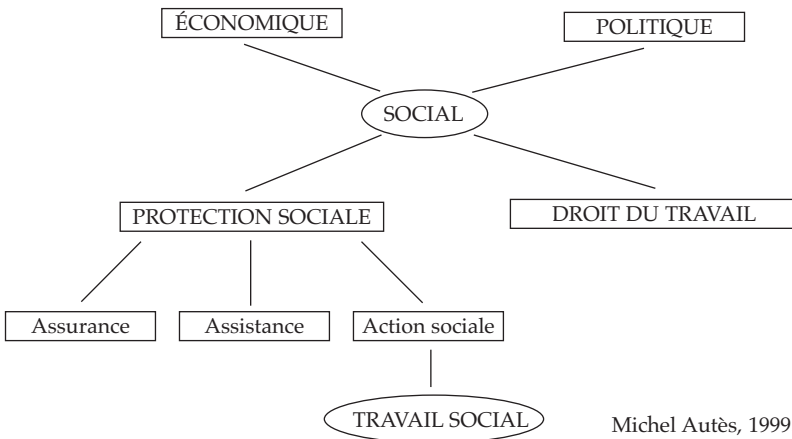 ÉCONOMIQUE
POLITIQUE
SOCIAL
PROTECTION SOCIALE
DROIT DU TRAVAIL
Assurance
Assistance
Action sociale
TRAVAIL SOCIAL
Michel Autès, 1999